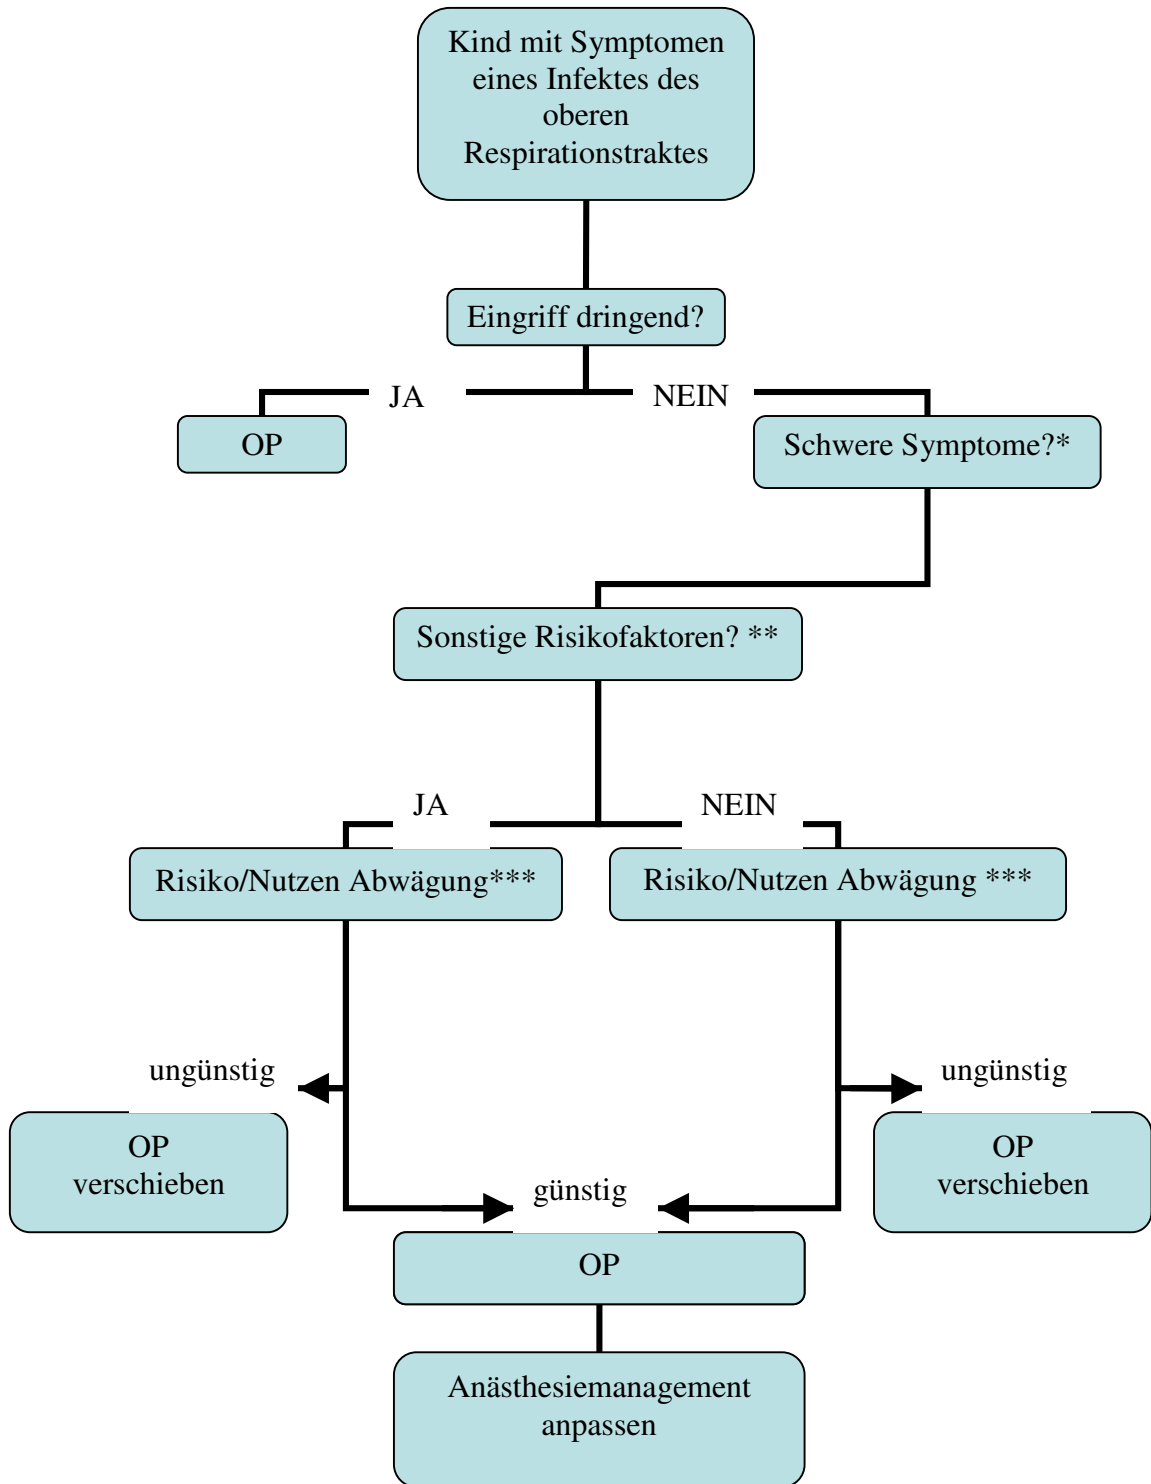 Kind mit Symptomen
eines Infektes des
oberen
Respirationstraktes
Eingriff dringend?
JA
NEIN
OP
Schwere Symptome?*
Sonstige Risikofaktoren? **
JA
NEIN
Risiko/Nutzen Abwägung***
Risiko/Nutzen Abwägung ***
ungünstig
ungünstig
OP
verschieben
OP
verschieben
günstig
OP
Anästhesiemanagement
anpassen